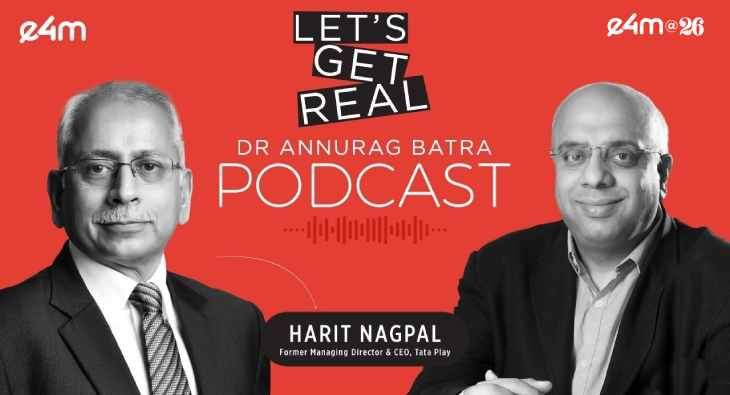 e4m
e4m@26
LET'S
GET
REAL
DR ANNURAG BATRA
PODCAST
HARIT NAGPAL
Former Managing Director & CEO, Tata Play